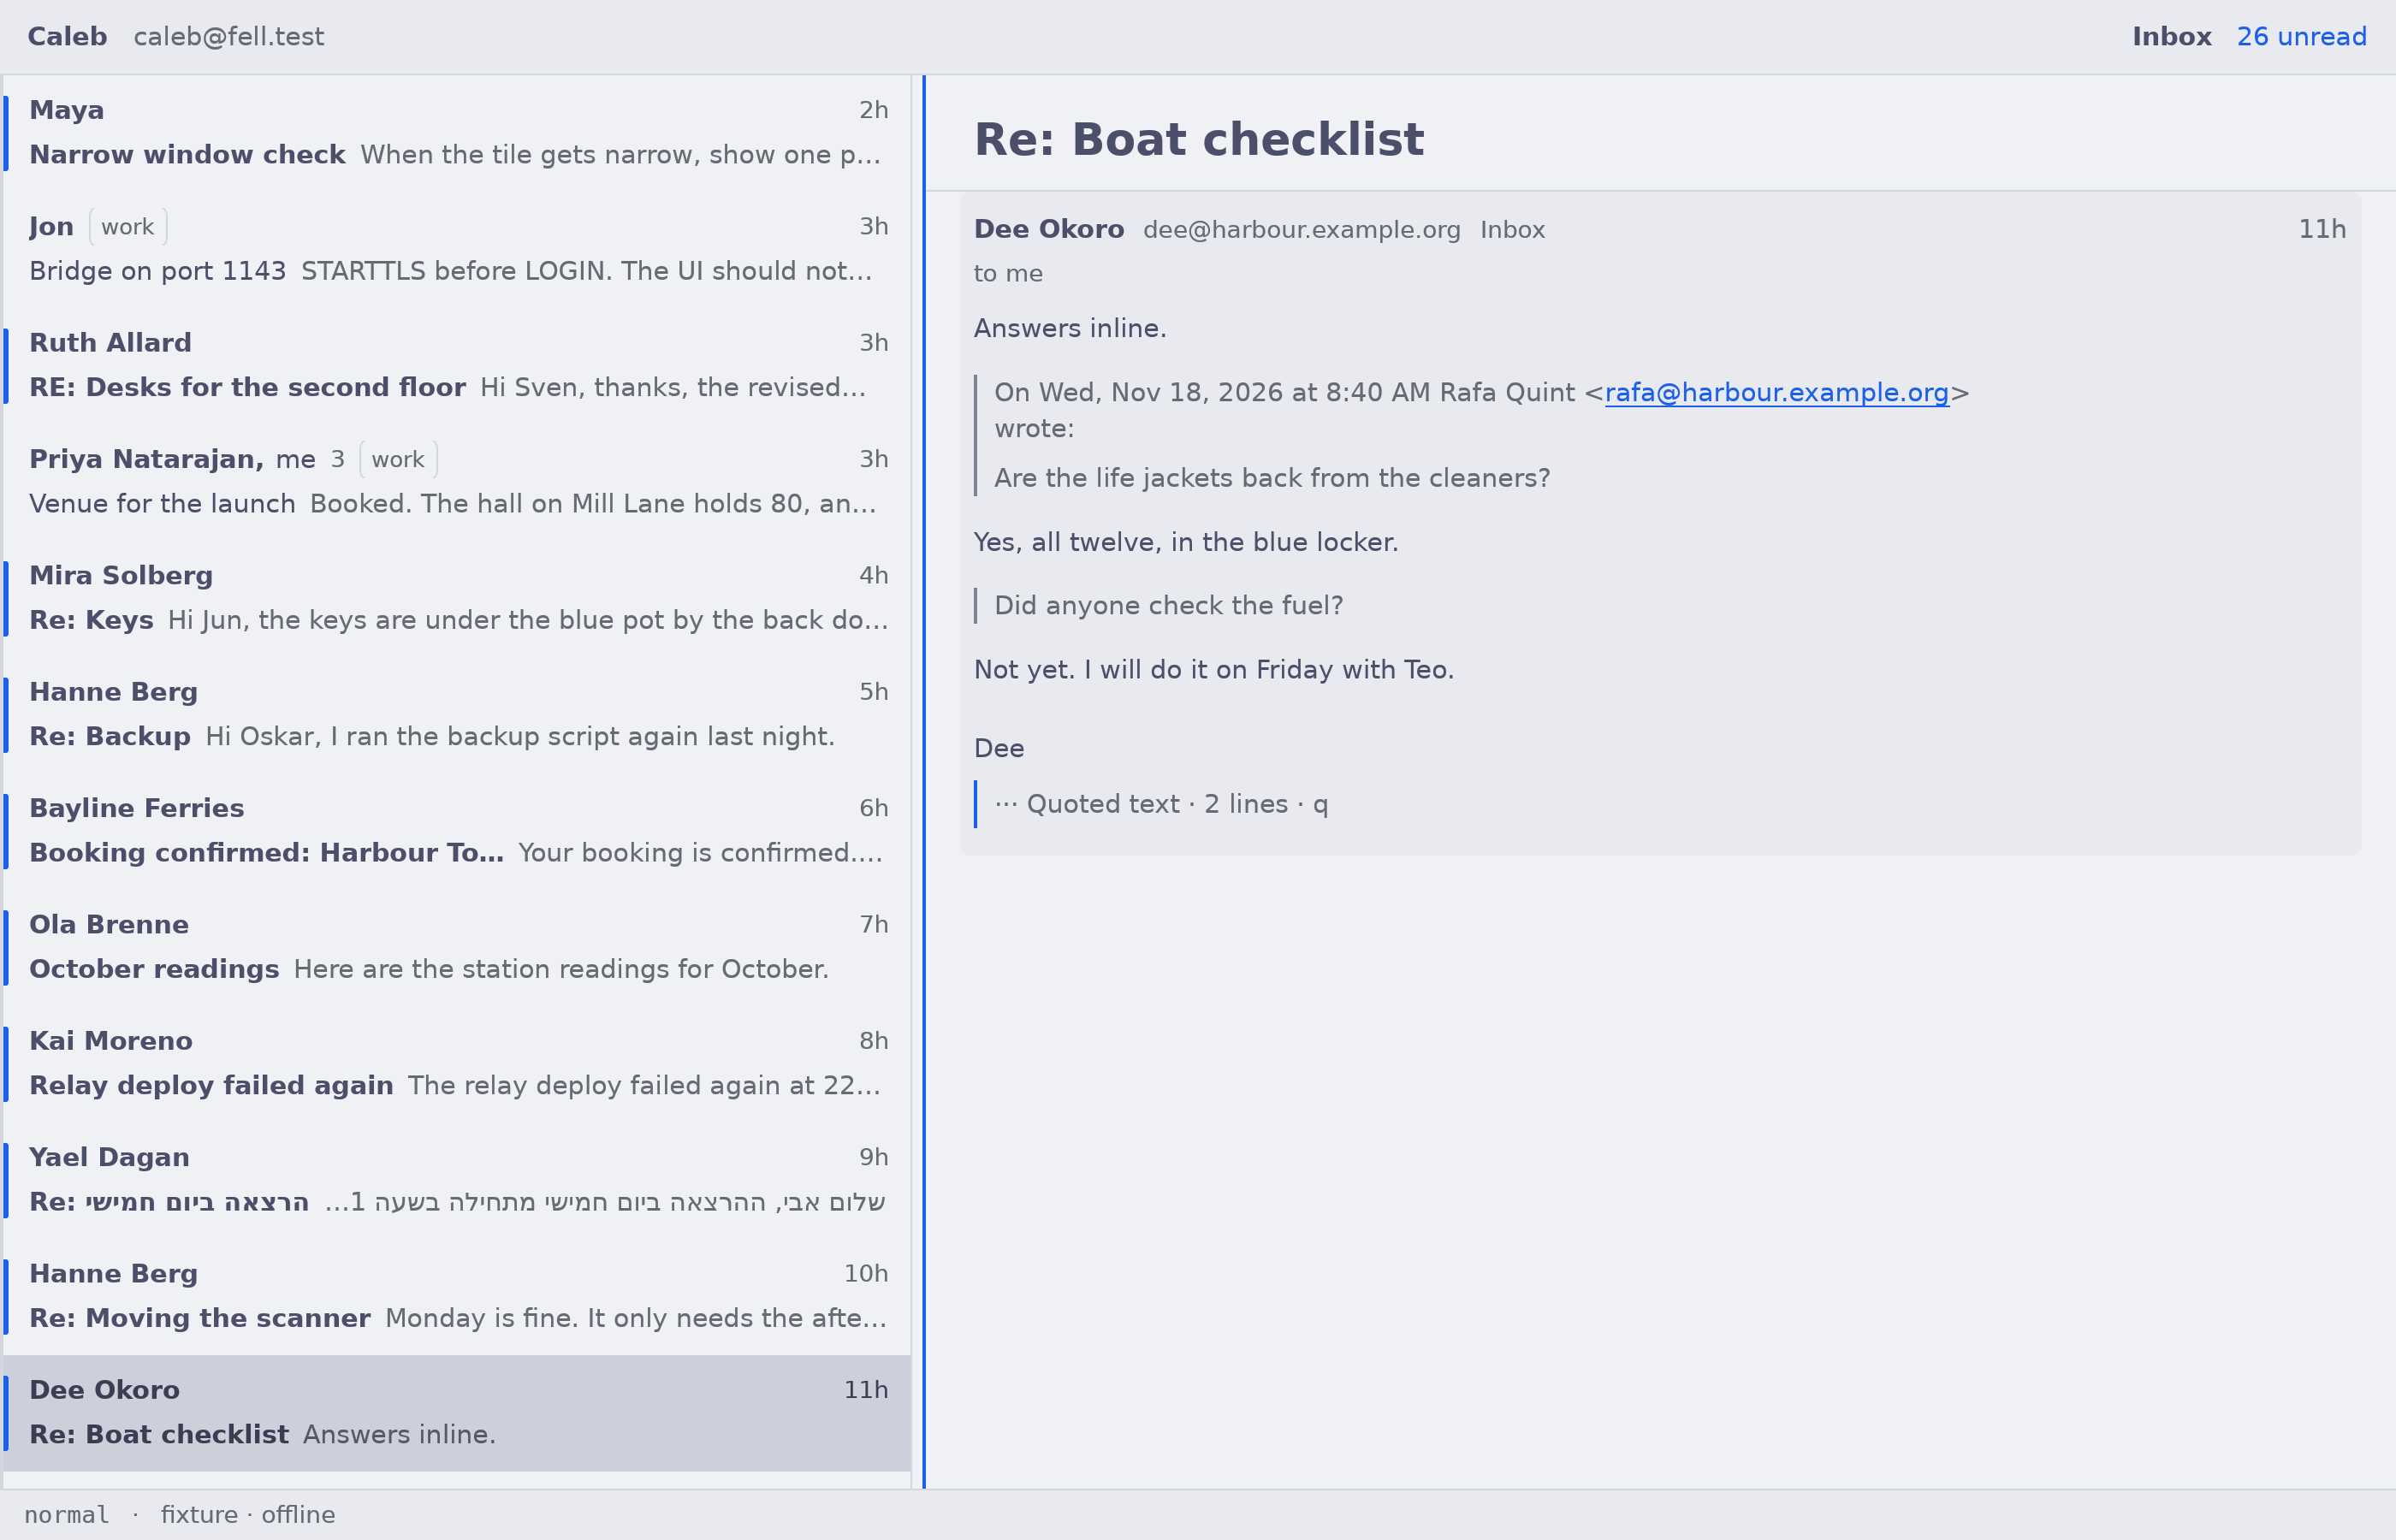 Caleb caleb@fell.test
Inbox 26 unread
Maya 2h
Narrow window check When the tile gets narrow, show one p…
Jon work 3h
Bridge on port 1143 STARTTLS before LOGIN. The UI should not…
Ruth Allard 3h
RE: Desks for the second floor Hi Sven, thanks, the revised…
Priya Natarajan, me 3 work 3h
Venue for the launch Booked. The hall on Mill Lane holds 80, an…
Mira Solberg 4h
Re: Keys Hi Jun, the keys are under the blue pot by the back do…
Hanne Berg 5h
Re: Backup Hi Oskar, I ran the backup script again last night.
Bayline Ferries 6h
Booking confirmed: Harbour To… Your booking is confirmed.…
Ola Brenne 7h
October readings Here are the station readings for October.
Kai Moreno 8h
Relay deploy failed again The relay deploy failed again at 22…
Yael Dagan 9h
Re: הרצאה ביום חמישי שלום אבי, ההרצאה ביום חמישי מתחילה בשעה 1…
Hanne Berg 10h
Re: Moving the scanner Monday is fine. It only needs the afte…
Dee Okoro 11h
Re: Boat checklist Answers inline.
Re: Boat checklist
Dee Okoro dee@harbour.example.org Inbox 11h
to me
Answers inline.
On Wed, Nov 18, 2026 at 8:40 AM Rafa Quint <rafa@harbour.example.org>
wrote:
Are the life jackets back from the cleaners?
Yes, all twelve, in the blue locker.
Did anyone check the fuel?
Not yet. I will do it on Friday with Teo.
Dee
··· Quoted text · 2 lines · q
normal · fixture · offline